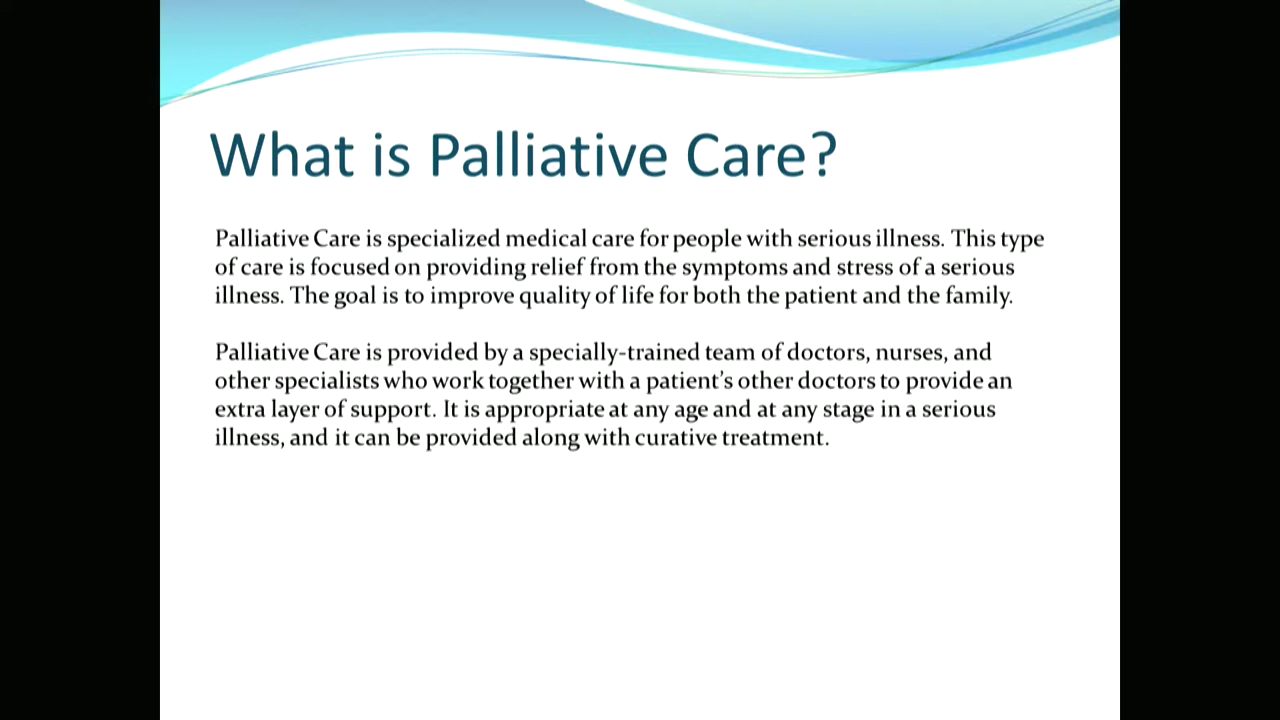 What is Palliative Care?
Palliative Care is specialized medical care for people with serious illness. This type
of care is focused on providing relief from the symptoms and stress of a serious
illness. The goal is to improve quality of life for both the patient and the family.
Palliative Care is provided by a specially-trained team of doctors, nurses, and
other specialists who work together with a patient’s other doctors to provide an
extra layer of support. It is appropriate at any age and at any stage in a serious
illness, and it can be provided along with curative treatment.